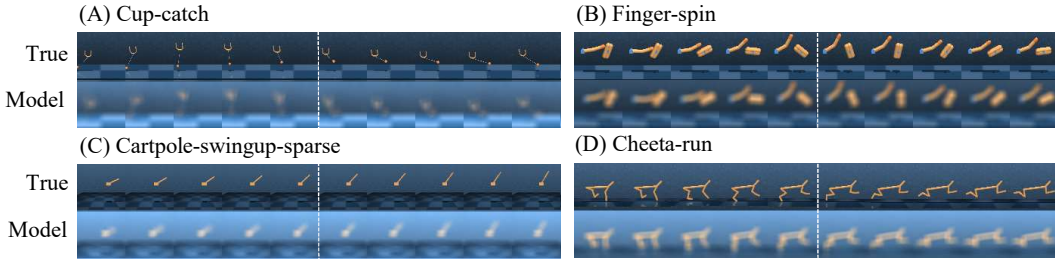 (A) Cup-catch
(B) Finger-spin
True
Model
(C) Cartpole-swingup-sparse
(D) Cheeta-run
True
Model